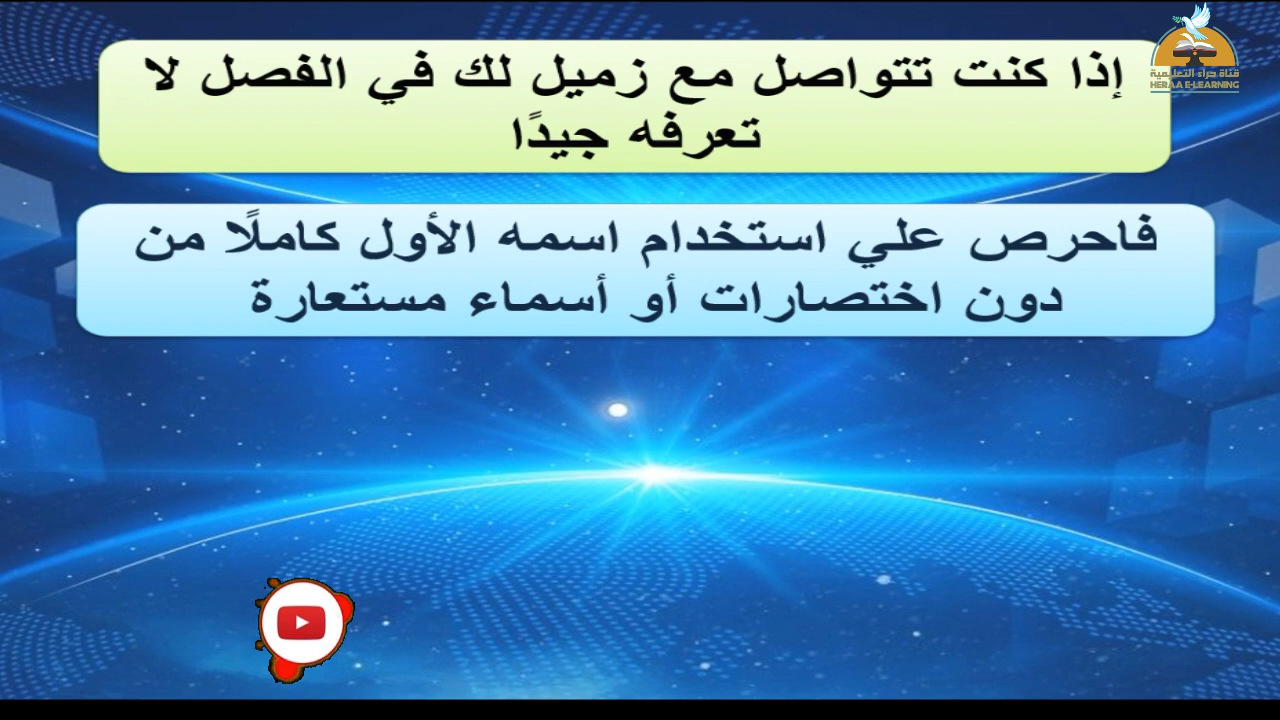 إذا كنت تتواصل مع زميل لك في الفصل لا
تعرفه جيدًا
فاحرص علي استخدام اسمه الأول كاملًا من
دون اختصارات أو أسماء مستعارة
قناة حراء التعليمية
HERAA E-LEARNING